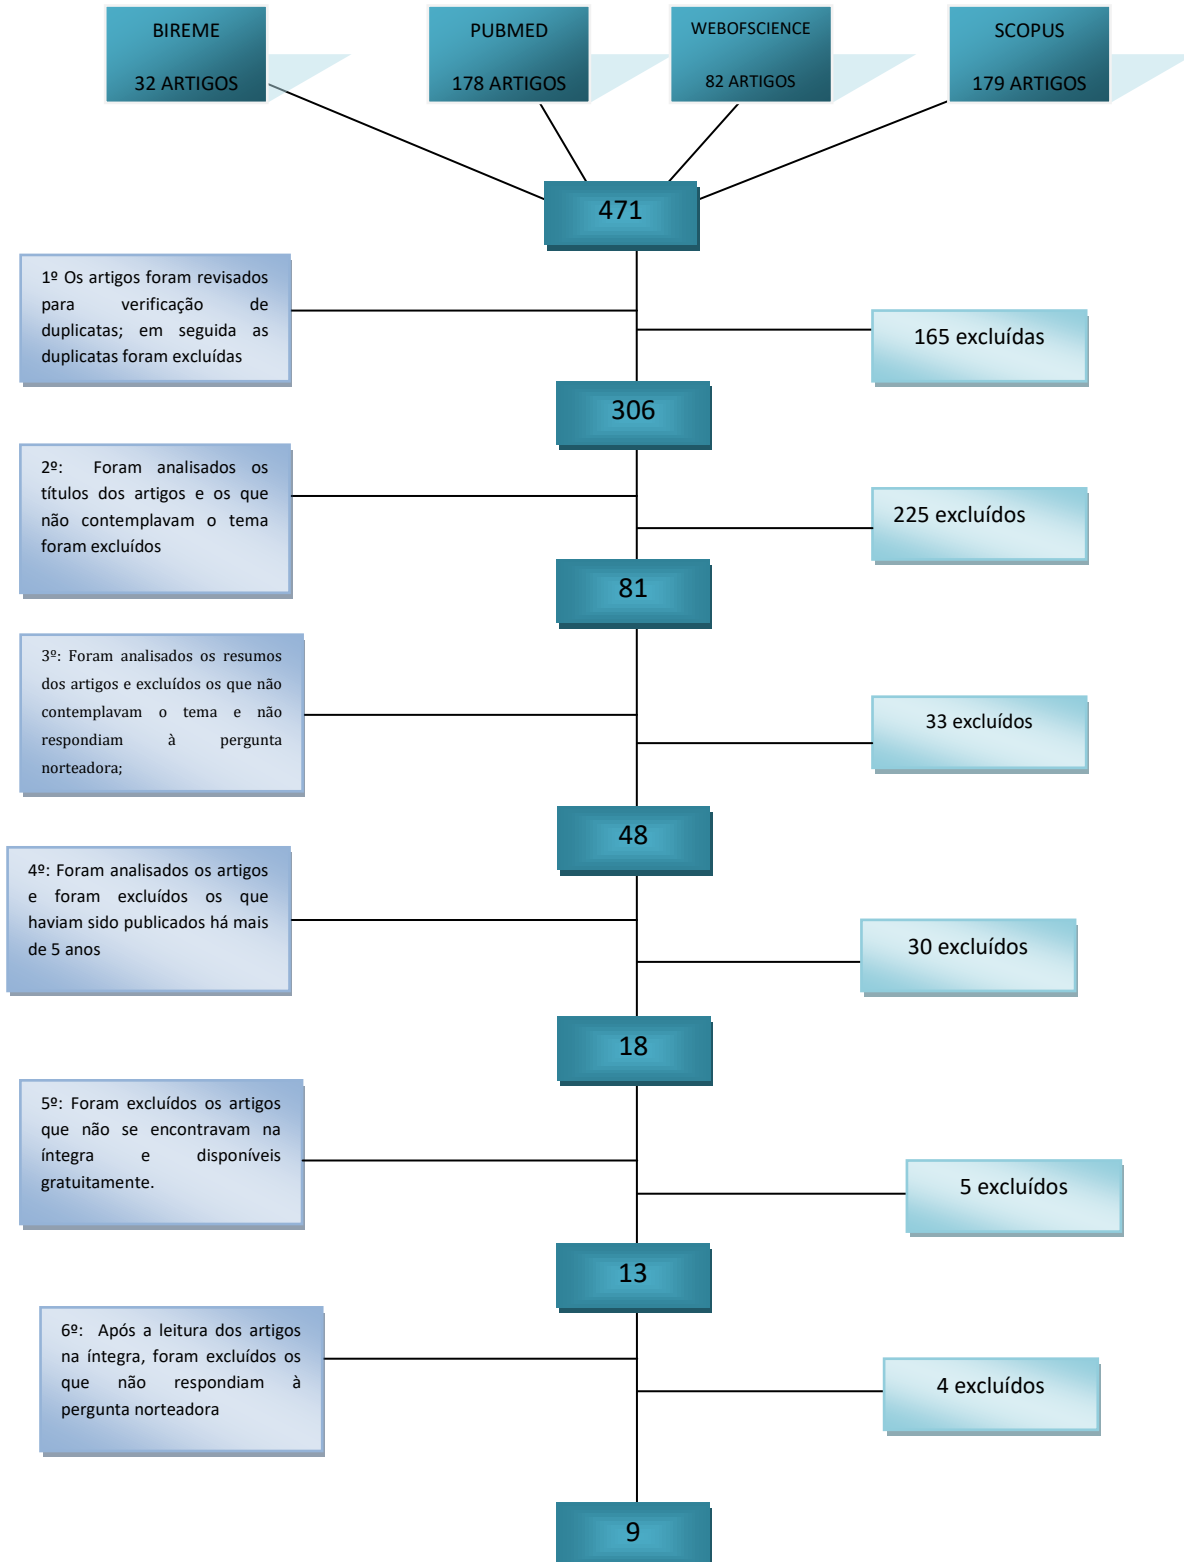 BIREME
32 ARTIGOS
PUBMED
178 ARTIGOS
WEBOFSCIENCE
82 ARTIGOS
SCOPUS
179 ARTIGOS
471
1º Os artigos foram revisados
para verificação de
duplicatas; em seguida as
duplicatas foram excluídas
165 excluídas
306
2º: Foram analisados os
títulos dos artigos e os que
não contemplavam o tema
foram excluídos
225 excluídos
81
3º: Foram analisados os resumos
dos artigos e excluídos os que não
contemplavam o tema e não
respondiam à pergunta
norteadora;
33 excluídos
48
4º: Foram analisados os artigos
e foram excluídos os que
haviam sido publicados há mais
de 5 anos
30 excluídos
18
5º: Foram excluídos os artigos
que não se encontravam na
íntegra e disponíveis
gratuitamente.
5 excluídos
13
6º: Após a leitura dos artigos
na íntegra, foram excluídos os
que não respondiam à
pergunta norteadora
4 excluídos
9